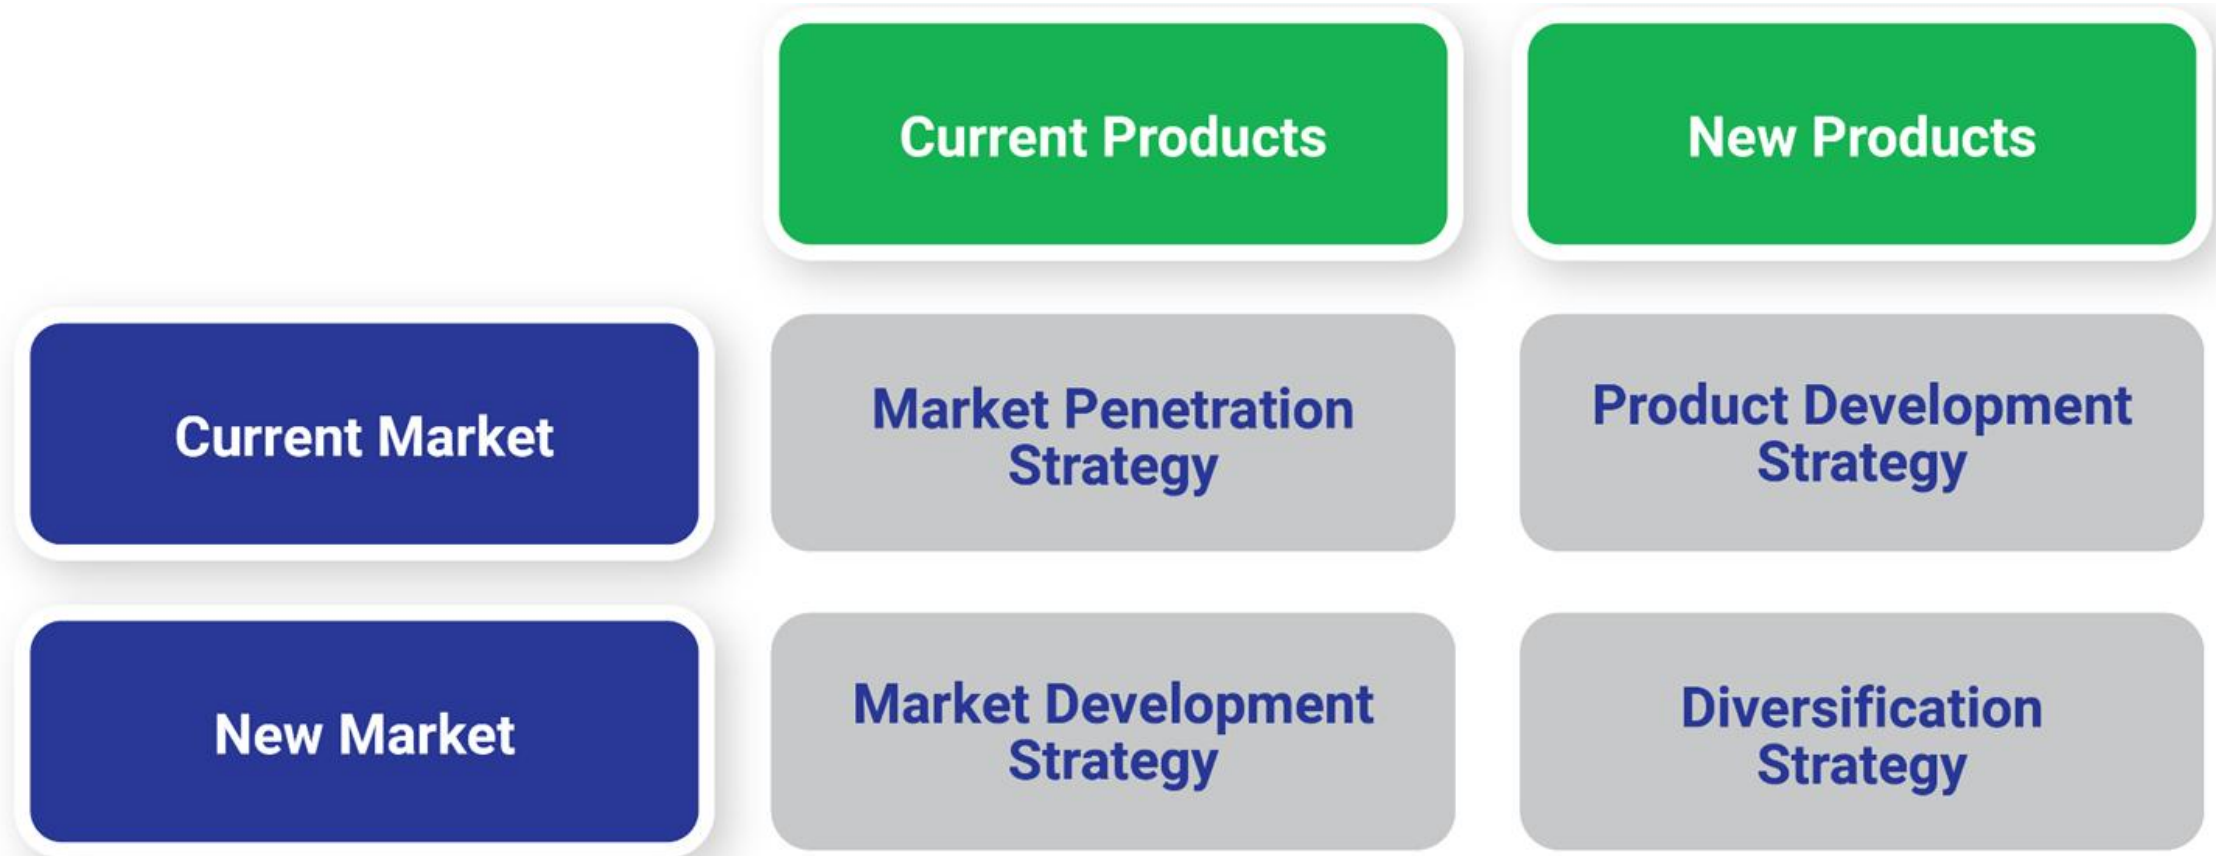 Current Products
New Products
Current Market
Market Penetration
Strategy
Product Development
Strategy
New Market
Market Development
Strategy
Diversification
Strategy